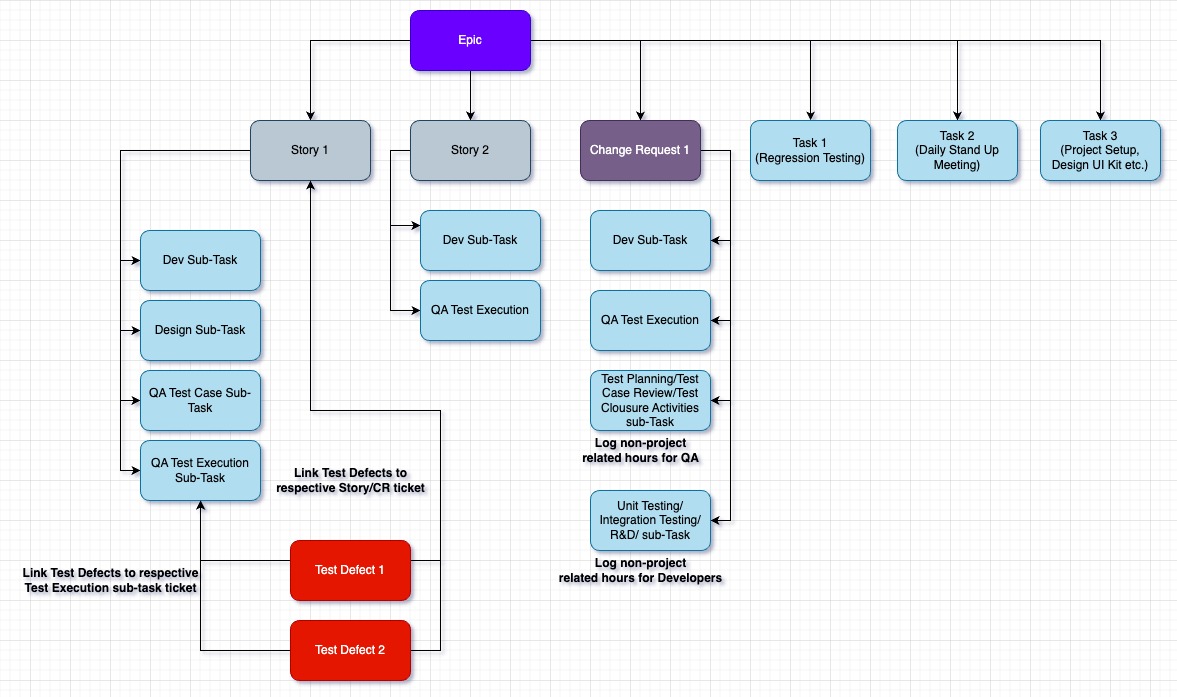 Epic
Story 1
Story 2
Change Request 1
Task 1
(Regression Testing)
Task 2
(Daily Stand Up
Meeting)
Task 3
(Project Setup,
Design UI Kit etc.)
Dev Sub-Task
Design Sub-Task
QA Test Case Sub-
Task
QA Test Execution
Sub-Task
Dev Sub-Task
QA Test Execution
Dev Sub-Task
QA Test Execution
Test Planning/Test
Case Review/Test
Clousure Activities
sub-Task
Log non-project
related hours for QA
Unit Testing/
Integration Testing/
R&D/ sub-Task
Log non-project
related hours for Developers
Link Test Defects to
respective Story/CR ticket
Link Test Defects to respective
Test Execution sub-task ticket
Test Defect 1
Test Defect 2